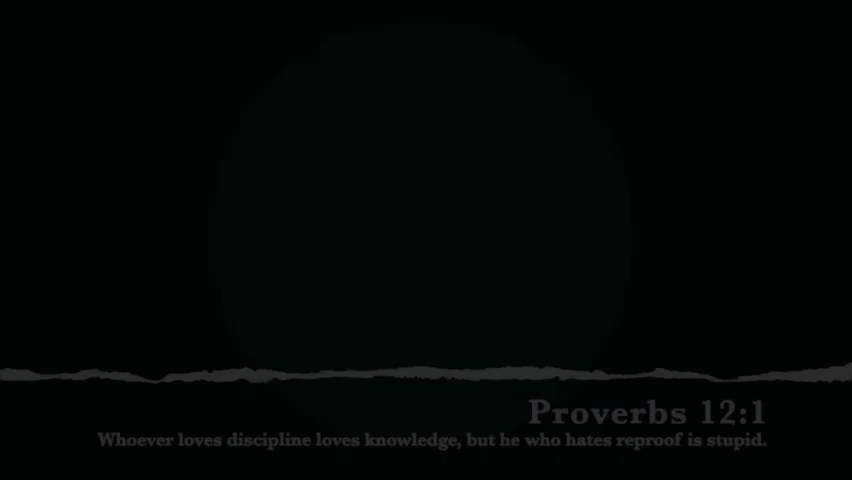 Proverbs 12:1
Whoever loves discipline loves knowledge, but he who hates reproof is stupid.